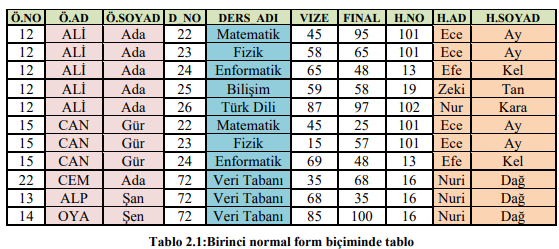 Ö.NO Ö.AD Ö.SOYAD D_NO DERS_ADI VIZE FINAL H.NO H.AD H.SOYAD
12 ALİ Ada 22 Matematik 45 95 101 Ece Ay
12 ALİ Ada 23 Fizik 58 65 101 Ece Ay
12 ALİ Ada 24 Enformatik 65 48 13 Efe Kel
12 ALİ Ada 25 Bilişim 59 58 19 Zeki Tan
12 ALİ Ada 26 Türk Dili 87 97 102 Nur Kara
15 CAN Gür 22 Matematik 45 25 101 Ece Ay
15 CAN Gür 23 Fizik 15 57 101 Ece Ay
15 CAN Gür 24 Enformatik 69 48 13 Efe Kel
22 CEM Ada 72 Veri Tabanı 35 68 16 Nuri Dağ
13 ALP Şan 72 Veri Tabanı 68 35 16 Nuri Dağ
14 OYA Şen 72 Veri Tabanı 85 100 16 Nuri Dağ
Tablo 2.1:Birinci normal form biçiminde tablo